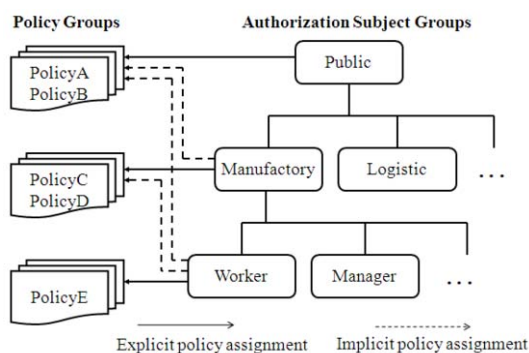 Policy Groups
Authorization Subject Groups
PolicyA
PolicyB
Public
PolicyC
PolicyD
Manufactory
Logistic
...
PolicyE
Worker
Manager
...
Explicit policy assignment
Implicit policy assignment